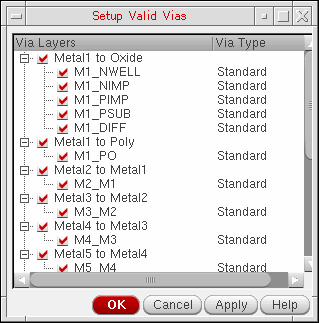 Setup Valid Vias
Via Layers Via Type
Metal1 to Oxide
M1_NWELL Standard
M1_NIMP Standard
M1_PIMP Standard
M1_PSUB Standard
M1_DIFF Standard
Metal1 to Poly
M1_PO Standard
Metal2 to Metal1
M2_M1 Standard
Metal3 to Metal2
M3_M2 Standard
Metal4 to Metal3
M4_M3 Standard
Metal5 to Metal4
M5_M4 Standard
OK Cancel Apply Help